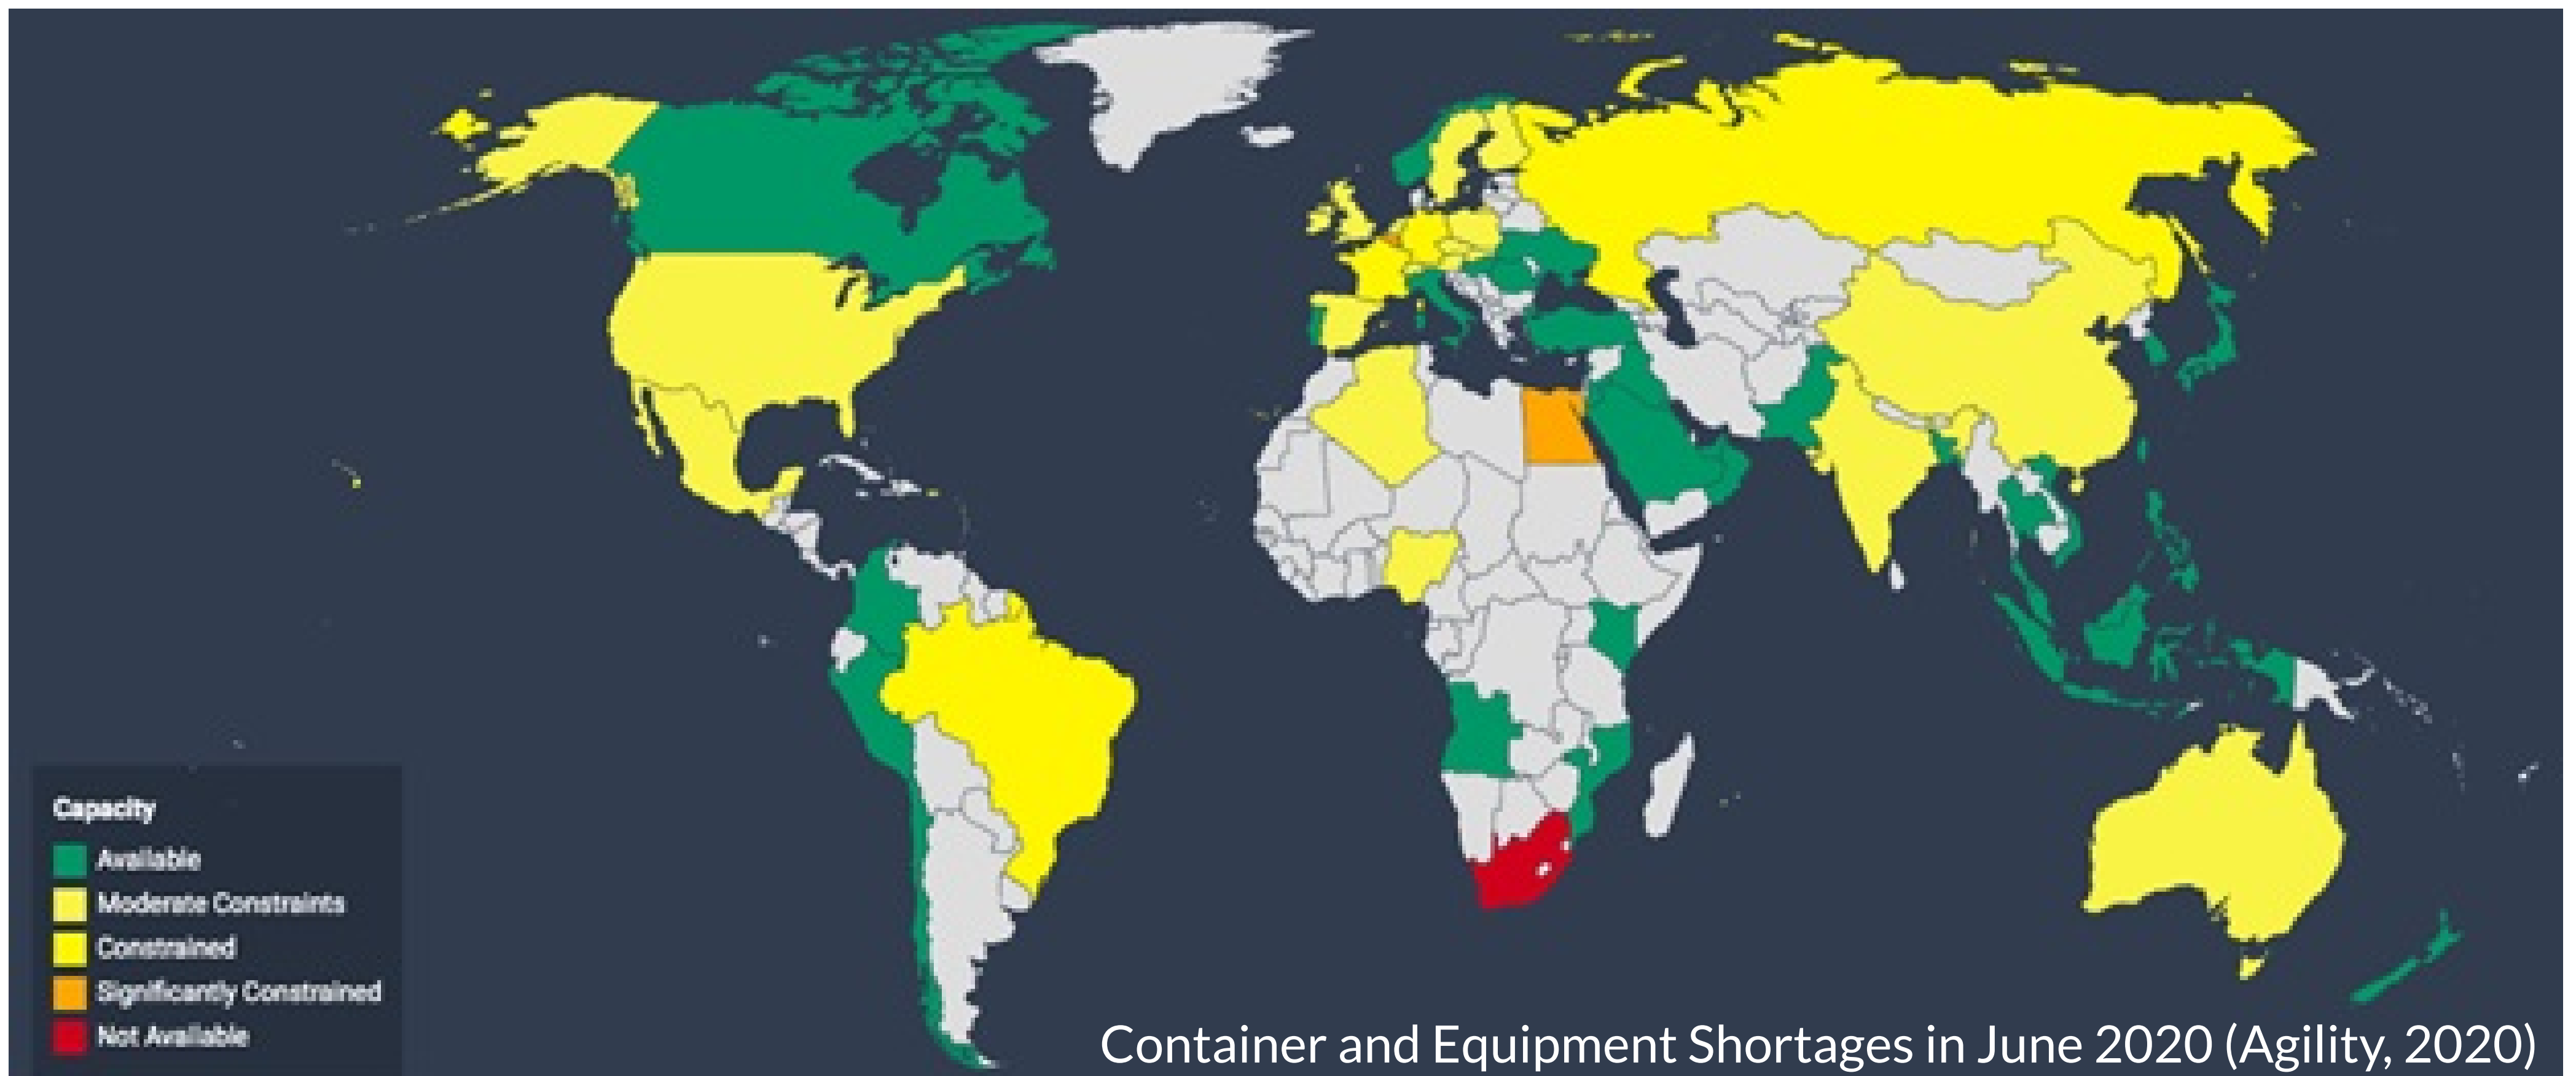 Capacity
Available
Moderate Constraints
Constrained
Significantly Constrained
Not Available
Container and Equipment Shortages in June 2020 (Agility, 2020)